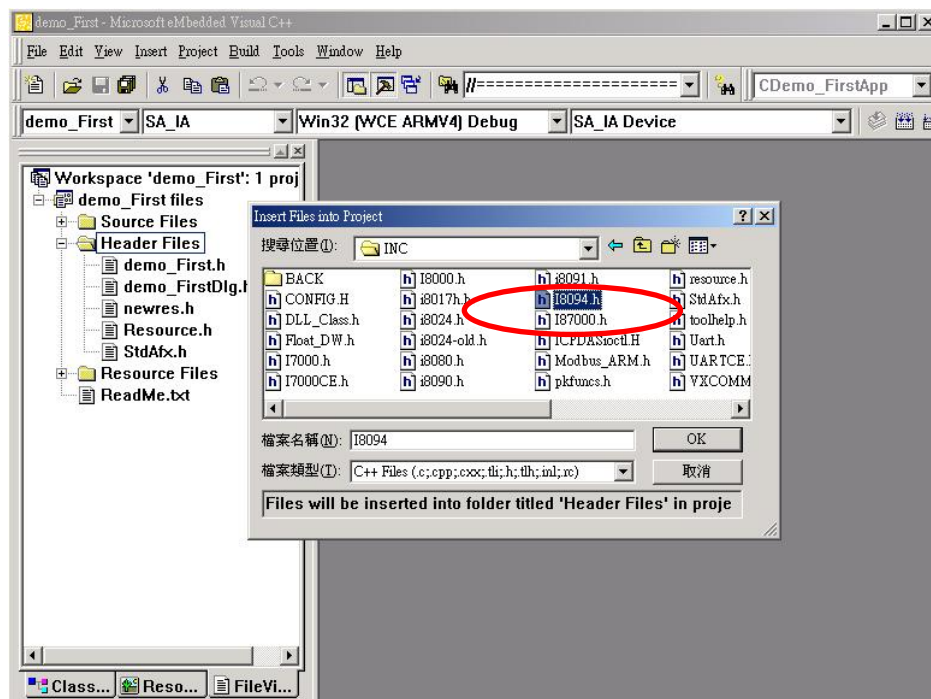 demo_First - Microsoft eMbedded Visual C++
File Edit View Insert Project Build Tools Window Help
//======================= CDemo_FirstApp
demo_First SA_IA Win32 (WCE ARMV4) Debug SA_IA Device
Workspace 'demo_First': 1 proj
demo_First files
Source Files
Header Files
demo_First.h
demo_FirstDlg.h
newres.h
Resource.h
StdAfx.h
Resource Files
ReadMe.txt
Insert Files into Project
搜尋位置(I): INC
BACK I8000.h i8091.h resource.h
CONFIG.H i8017h.h I8094.h StdAfx.h
DLL_Class.h i8024.h I87000.h toolhelp.h
Float_DW.h i8024-old.h ICPDASioctl.H Uart.h
I7000.h i8080.h Modbus_ARM.h UARTCE.
I7000CE.h i8090.h pkfuncs.h VXCOMM
檔案名稱(N): I8094 OK
檔案類型(T): C++ Files (.c;.cpp;.cxx;.tli;.h;.tlh;.inl;.rc) 取消
Files will be inserted into folder titled 'Header Files' in proje
Class... Reso... FileVi...